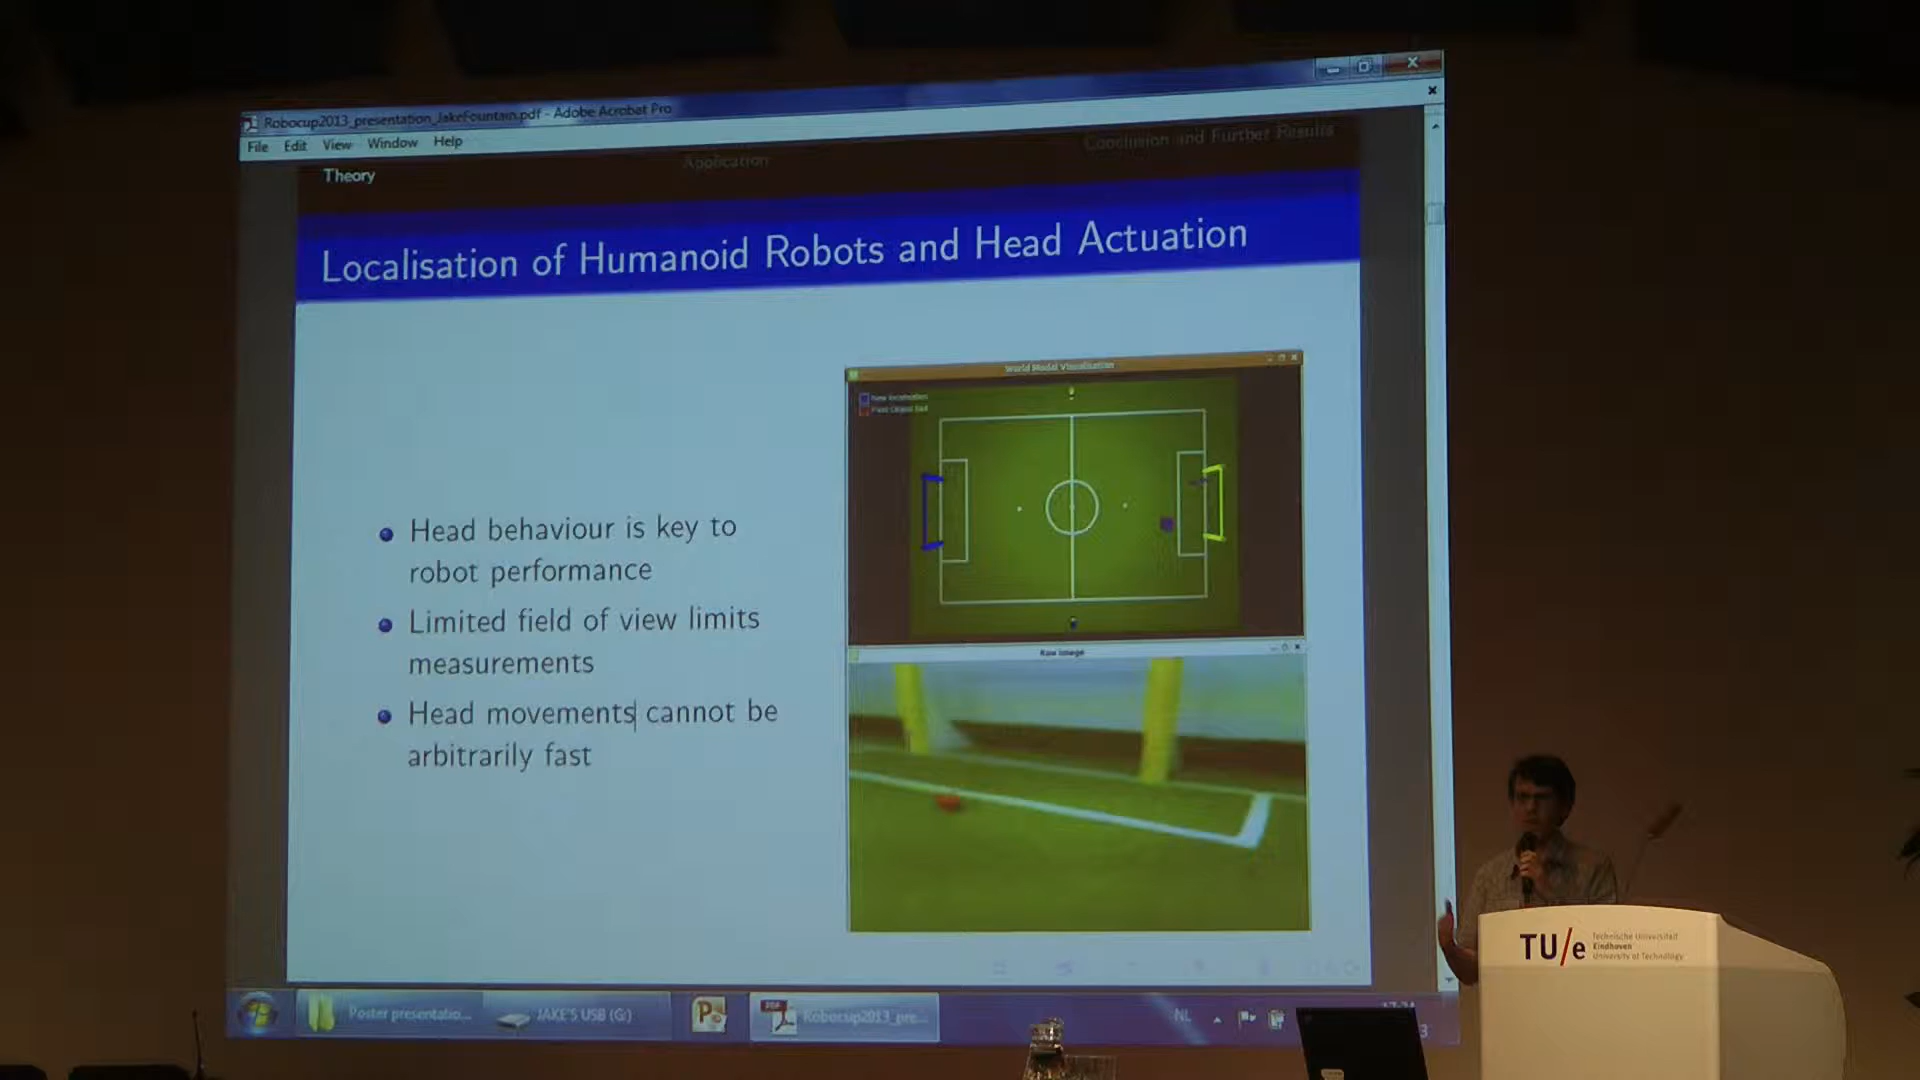 Robocup2013_presentation_JakeFountain.pdf - Adobe Acrobat Pro
File Edit View Window Help
Theory
Application
Conclusion and Further Results
Localisation of Humanoid Robots and Head Actuation
Head behaviour is key to
robot performance
Limited field of view limits
measurements
Head movements cannot be
arbitrarily fast
World Model Visualisation
Raw Image
TU/e
Technische Universiteit
Eindhoven
University of Technology
Poster presentatio...
JAKE'S USB (G:)
Robocup2013_pre...
NL